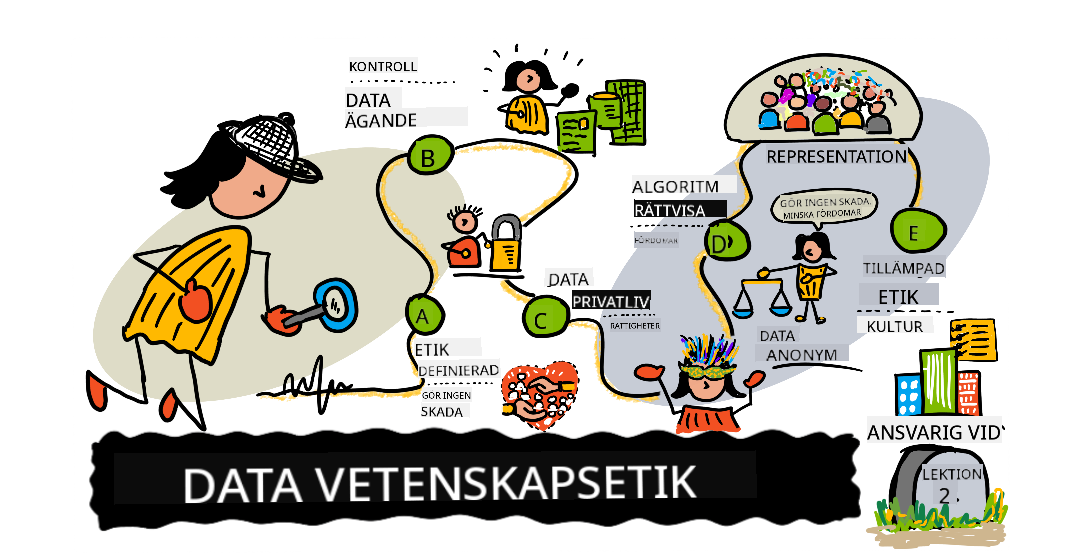 KONTROLL
DATA
ÄGANDE
B
A
ETIK
DEFINIERAD
GÖR INGEN
SKADA
C
DATA
PRIVATLIV
RÄTTIGHETER
ALGORITM
RÄTTVISA
FÖRDOMAR
D
REPRESENTATION
GÖR INGEN SKADA,
MINSKA FÖRDOMAR
DATA
ANONYM
E
TILLÄMPAD
ETIK
KULTUR
ANSVARIG VID
LEKTION
2
DATA VETENSKAPSETIK